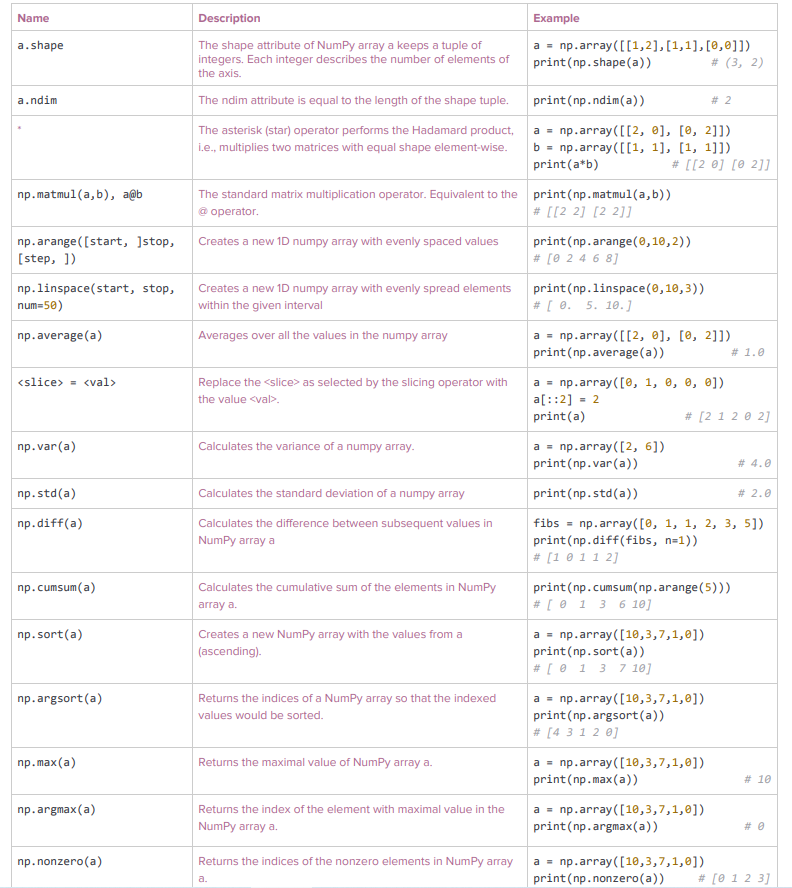 Name Description Example
a.shape The shape attribute of NumPy array a keeps a tuple of a = np.array([[1,2],[1,1],[0,0]])
integers. Each integer describes the number of elements of print(np.shape(a)) # (3, 2)
the axis.
a.ndim The ndim attribute is equal to the length of the shape tuple. print(np.ndim(a)) # 2
* The asterisk (star) operator performs the Hadamard product, a = np.array([[2, 0], [0, 2]])
i.e., multiplies two matrices with equal shape element-wise. b = np.array([[1, 1], [1, 1]])
print(a*b) # [[2 0] [0 2]]
np.matmul(a,b), a@b The standard matrix multiplication operator. Equivalent to the print(np.matmul(a,b))
@ operator. # [[2 2] [2 2]]
np.arange([start, ]stop, Creates a new 1D numpy array with evenly spaced values print(np.arange(0,10,2))
[step, ]) # [0 2 4 6 8]
np.linspace(start, stop, Creates a new 1D numpy array with evenly spread elements print(np.linspace(0,10,3))
num=50) within the given interval # [ 0. 5. 10.]
np.average(a) Averages over all the values in the numpy array a = np.array([[2, 0], [0, 2]])
print(np.average(a)) # 1.0
<slice> = <val> Replace the <slice> as selected by the slicing operator with a = np.array([0, 1, 0, 0, 0])
the value <val>. a[::2] = 2
print(a) # [2 1 2 0 2]
np.var(a) Calculates the variance of a numpy array. a = np.array([2, 6])
print(np.var(a)) # 4.0
np.std(a) Calculates the standard deviation of a numpy array print(np.std(a)) # 2.0
np.diff(a) Calculates the difference between subsequent values in fibs = np.array([0, 1, 1, 2, 3, 5])
NumPy array a print(np.diff(fibs, n=1))
# [1 0 1 1 2]
np.cumsum(a) Calculates the cumulative sum of the elements in NumPy print(np.cumsum(np.arange(5)))
array a. # [ 0 1 3 6 10]
np.sort(a) Creates a new NumPy array with the values from a a = np.array([10,3,7,1,0])
(ascending). print(np.sort(a))
# [ 0 1 3 7 10]
np.argsort(a) Returns the indices of a NumPy array so that the indexed a = np.array([10,3,7,1,0])
values would be sorted. print(np.argsort(a))
# [4 3 1 2 0]
np.max(a) Returns the maximal value of NumPy array a. a = np.array([10,3,7,1,0])
print(np.max(a)) # 10
np.argmax(a) Returns the index of the element with maximal value in the a = np.array([10,3,7,1,0])
NumPy array a. print(np.argmax(a)) # 0
np.nonzero(a) Returns the indices of the nonzero elements in NumPy array a = np.array([10,3,7,1,0])
a. print(np.nonzero(a)) # [0 1 2 3]